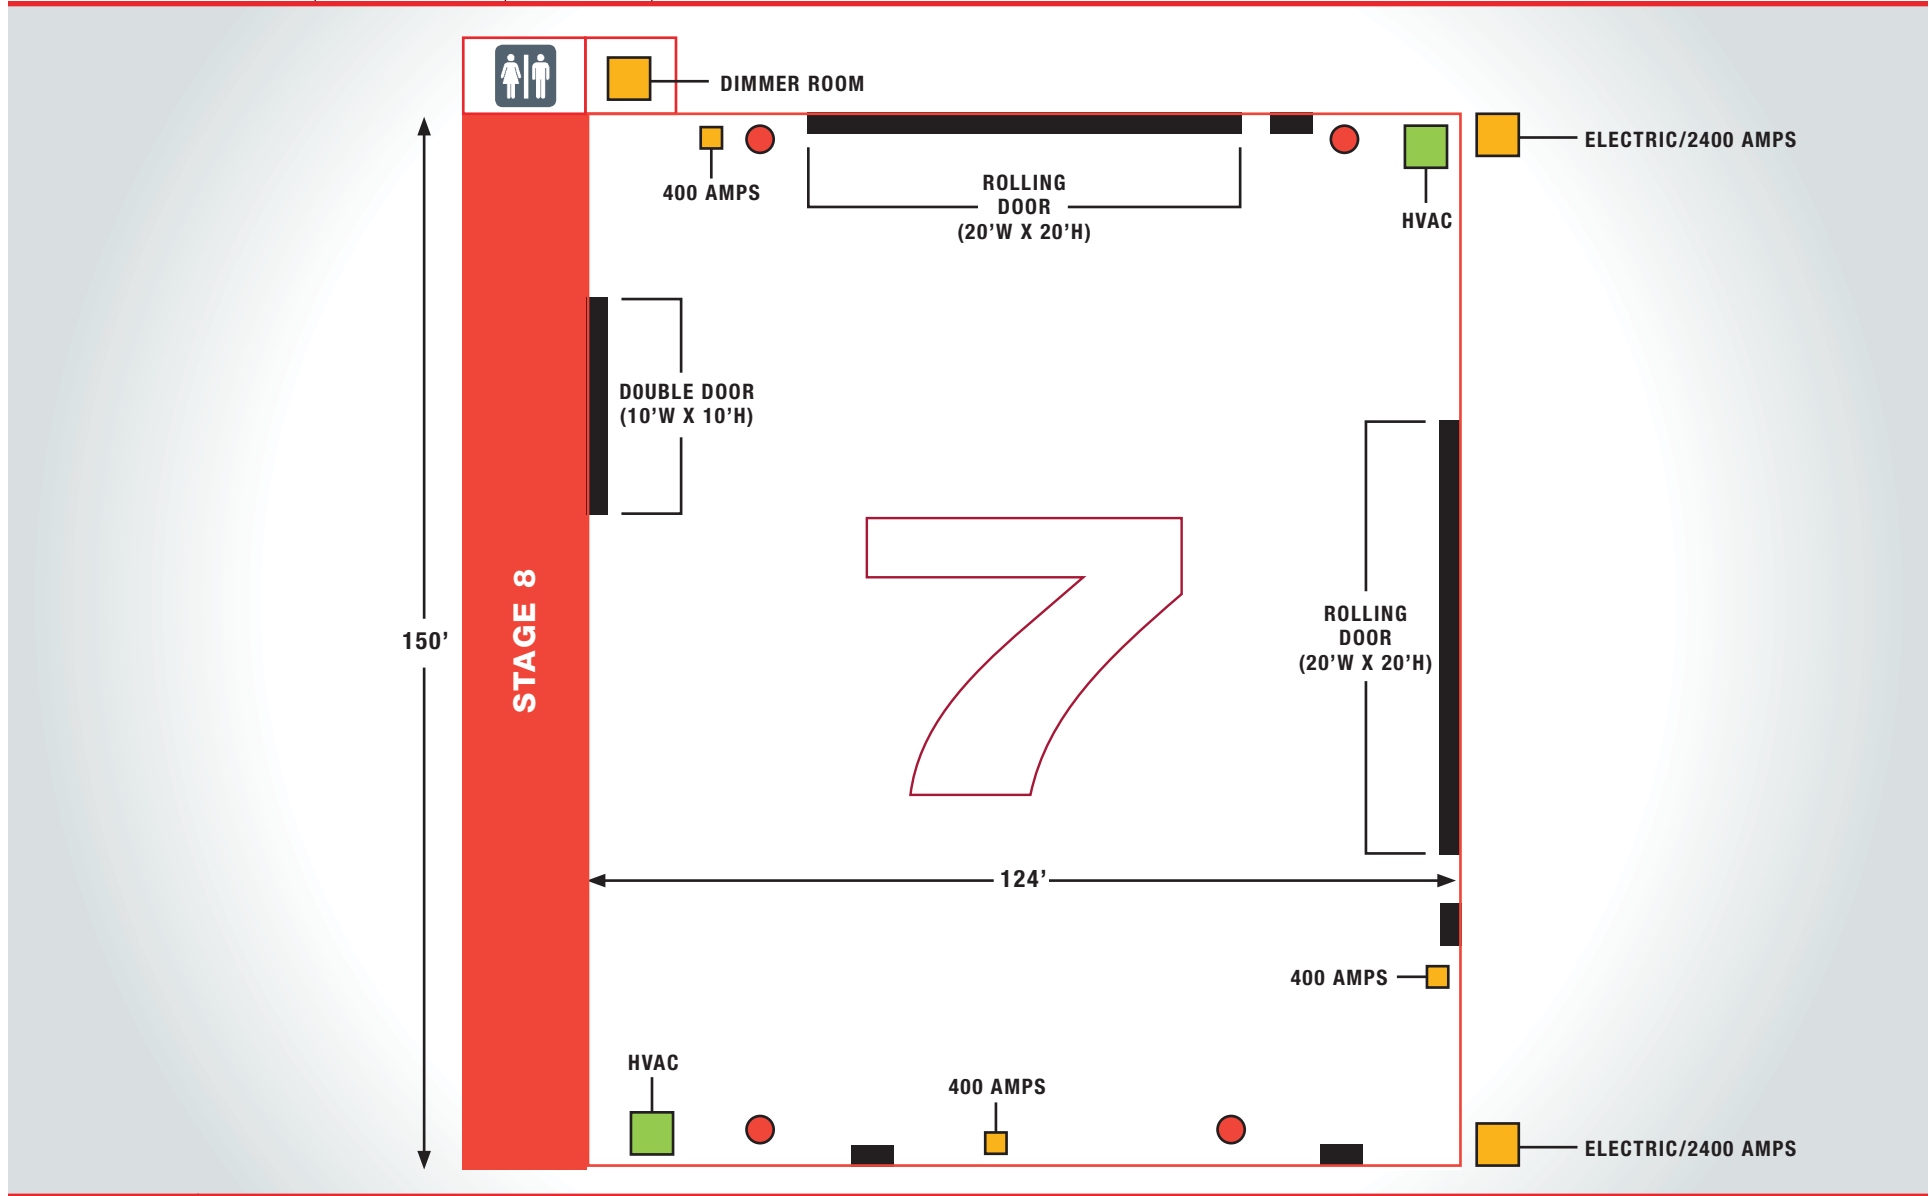 DIMMER ROOM
ELECTRIC/2400 AMPS
400 AMPS
ROLLING
DOOR
(20’W X 20’H)
HVAC
DOUBLE DOOR
(10’W X 10’H)
7
STAGE 8
150’
ROLLING
DOOR
(20’W X 20’H)
124’
400 AMPS
HVAC
400 AMPS
ELECTRIC/2400 AMPS